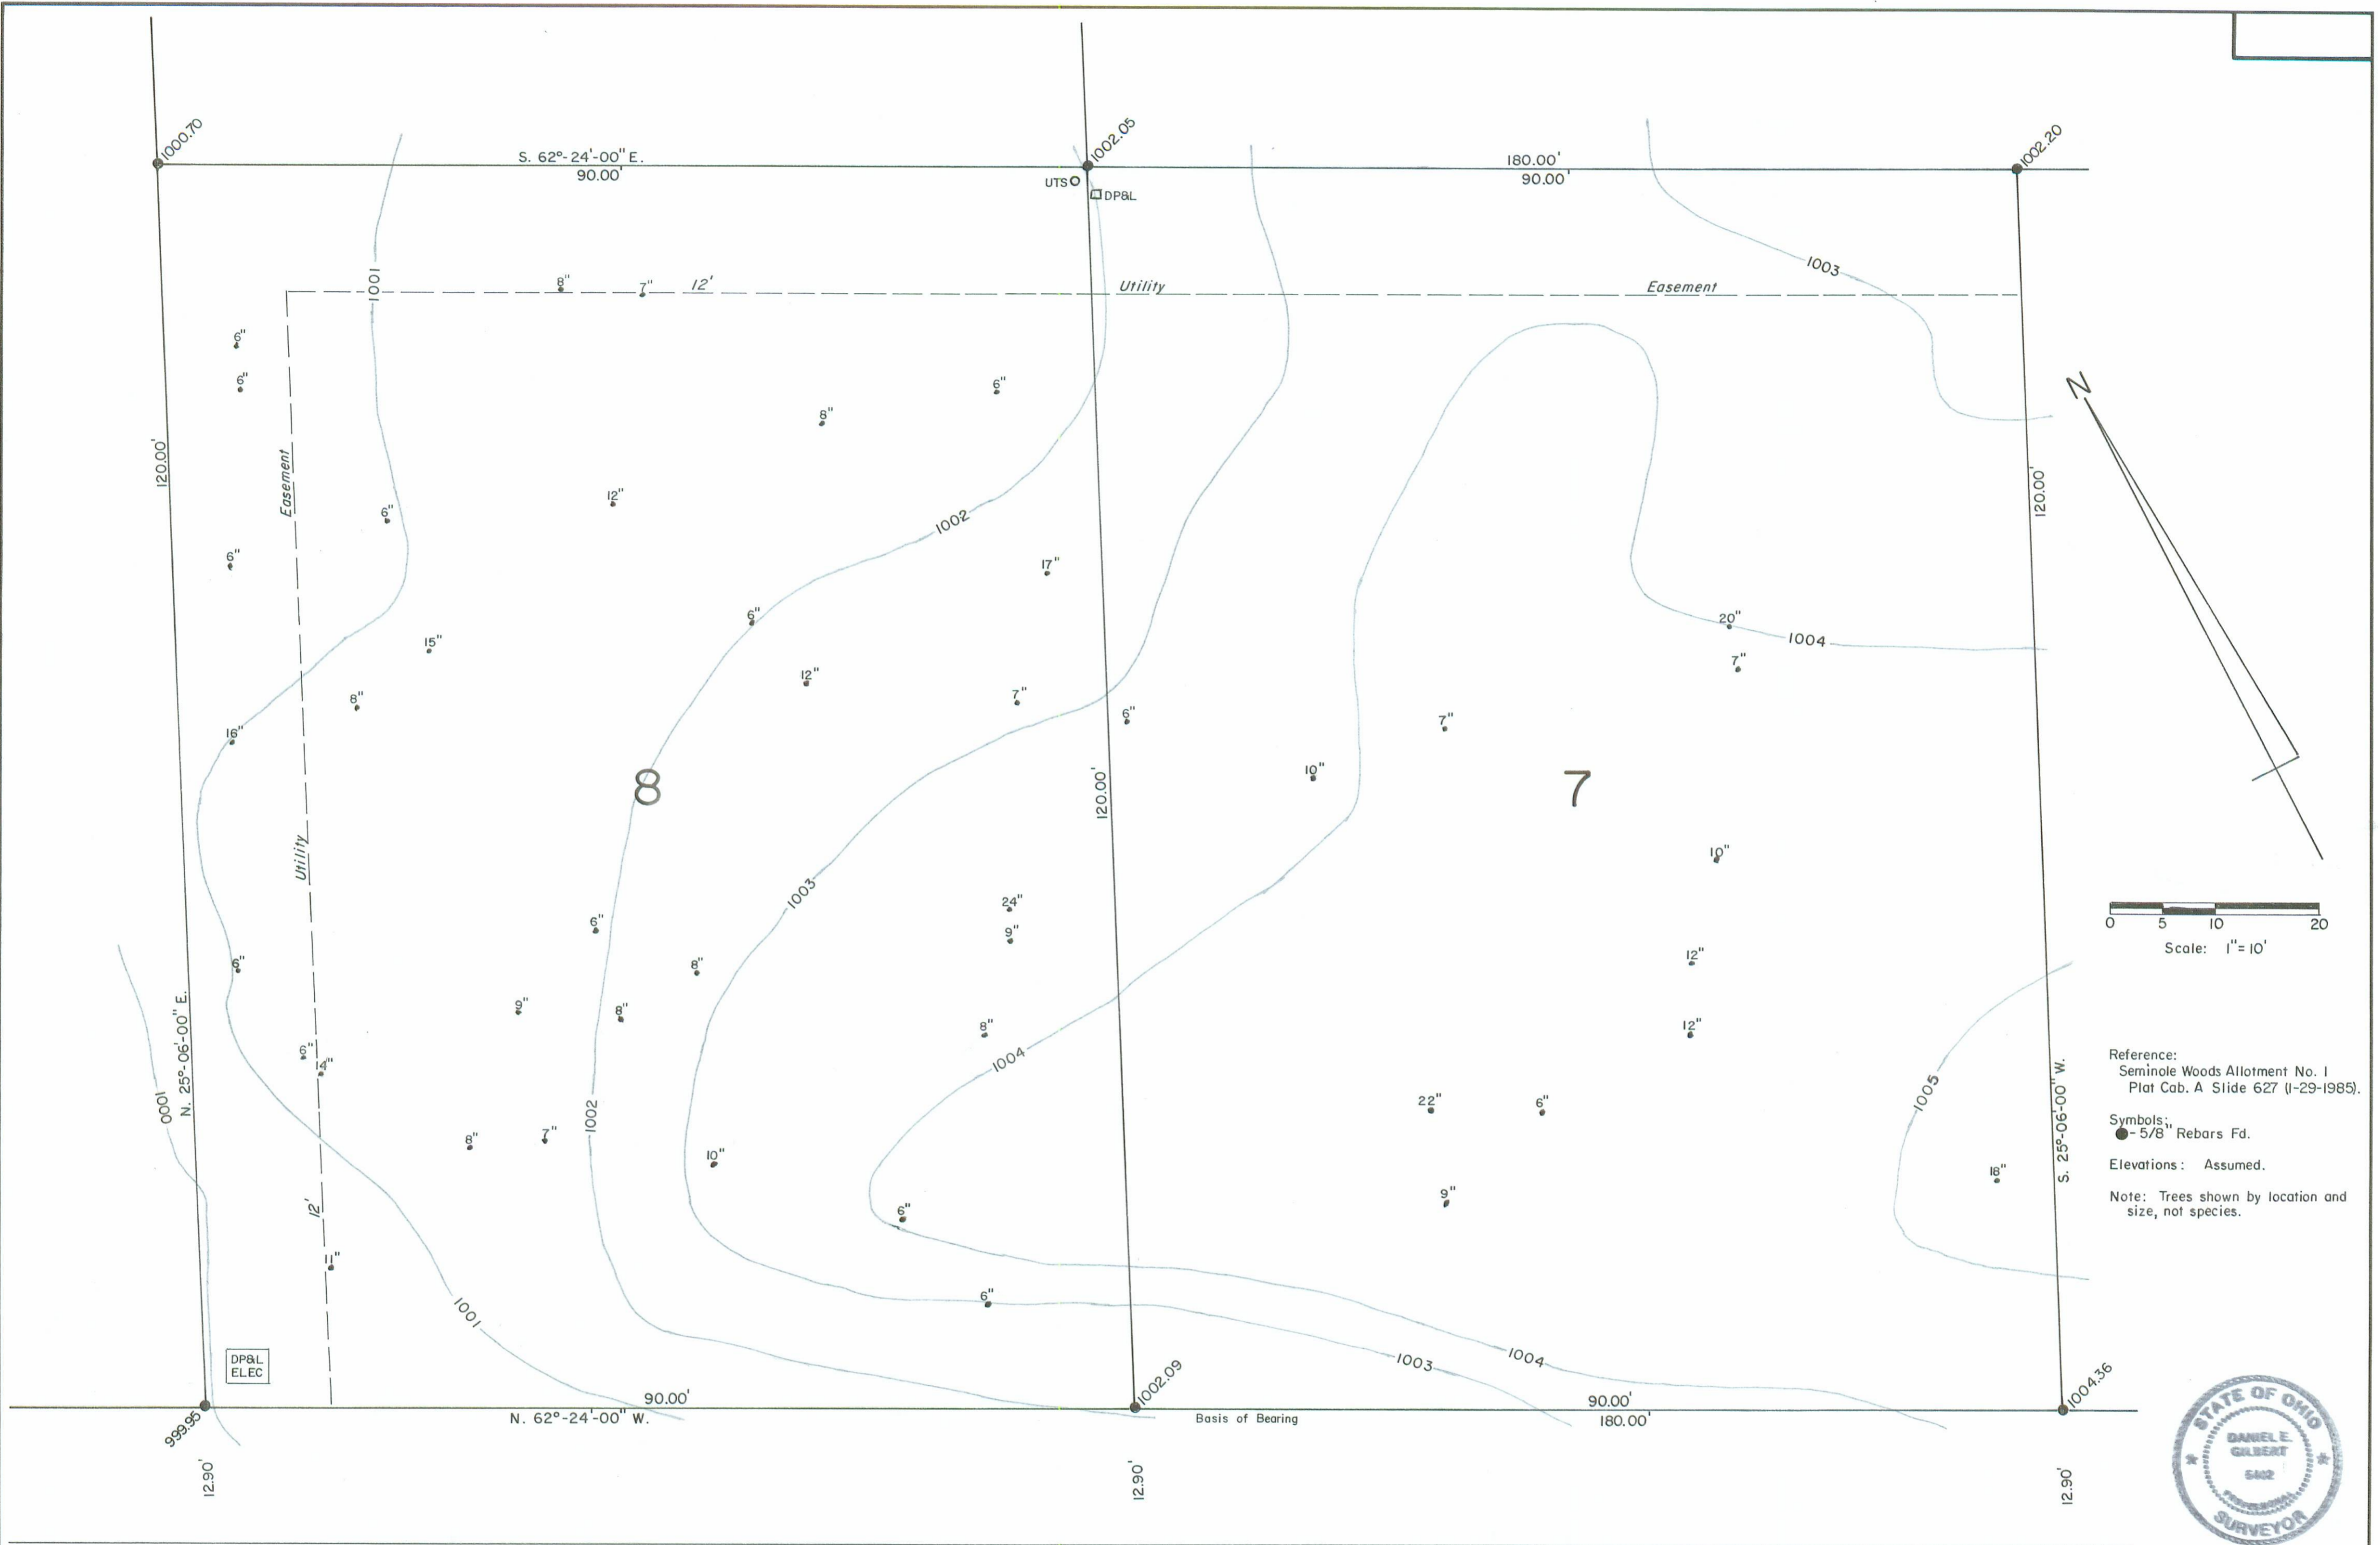 1000.70
1002.05
1002.20
S. 62°-24'-00" E.
90.00'
180.00'
90.00'
UTS
DP&L
1001
8"
7"
12'
Utility
Easement
1003
6"
6"
6"
8"
N
120.00'
Easement
120.00'
12"
6"
1002
6"
17"
6"
20"
15"
1004
12"
7"
8"
7"
6"
7"
16"
10"
8
7
120.00'
Utility
10"
1003
24"
0 5 10 20
6"
9"
Scale: 1"=10'
6"
8"
12"
9"
8"
8"
12"
N. 25°-06'-00" E.
6"
14"
1004
1000
1002
22"
6"
1005
S. 25°-06'-00" W.
Reference:
Seminole Woods Allotment No. 1
Plat Cab. A Slide 627 (1-29-1985).
Symbols:
- 5/8" Rebars Fd.
Elevations: Assumed.
Note: Trees shown by location and
size, not species.
8"
7"
10"
18"
12'
6"
9"
11"
1001
6"
DP&L
ELEC
1003
1004
999.95
90.00'
N. 62°-24'-00" W.
1002.09
Basis of Bearing
90.00'
180.00'
1004.36
12.90'
12.90'
12.90'
STATE OF OHIO
DANIEL E.
GILBERT
5402
PROFESSIONAL
SURVEYOR